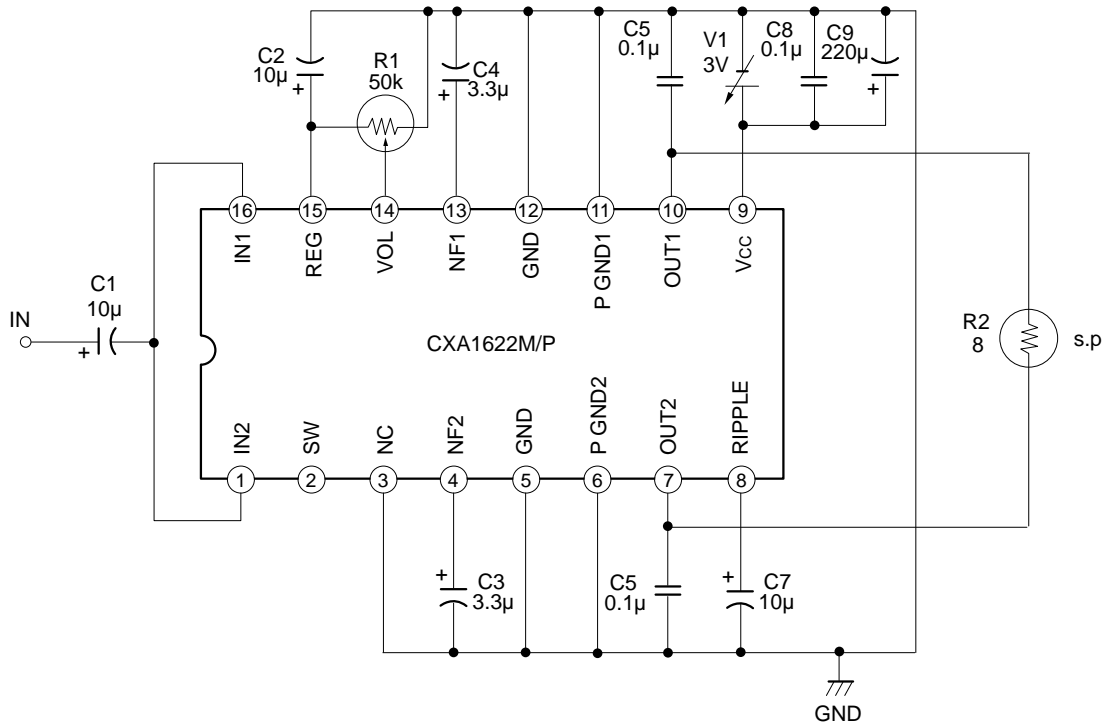 C2
10µ
+
R1
50k
C4
3.3µ
+
C5
0.1µ
V1
3V
C8
0.1µ
C9
220µ
+
16
15
14
13
12
11
10
9
IN1
REG
VOL
NF1
GND
P GND1
OUT1
Vcc
IN
C1
10µ
+
CXA1622M/P
R2
8
s.p
IN2
SW
NC
NF2
GND
P GND2
OUT2
RIPPLE
1
2
3
4
5
6
7
8
+
C3
3.3µ
C5
0.1µ
+
C7
10µ
GND